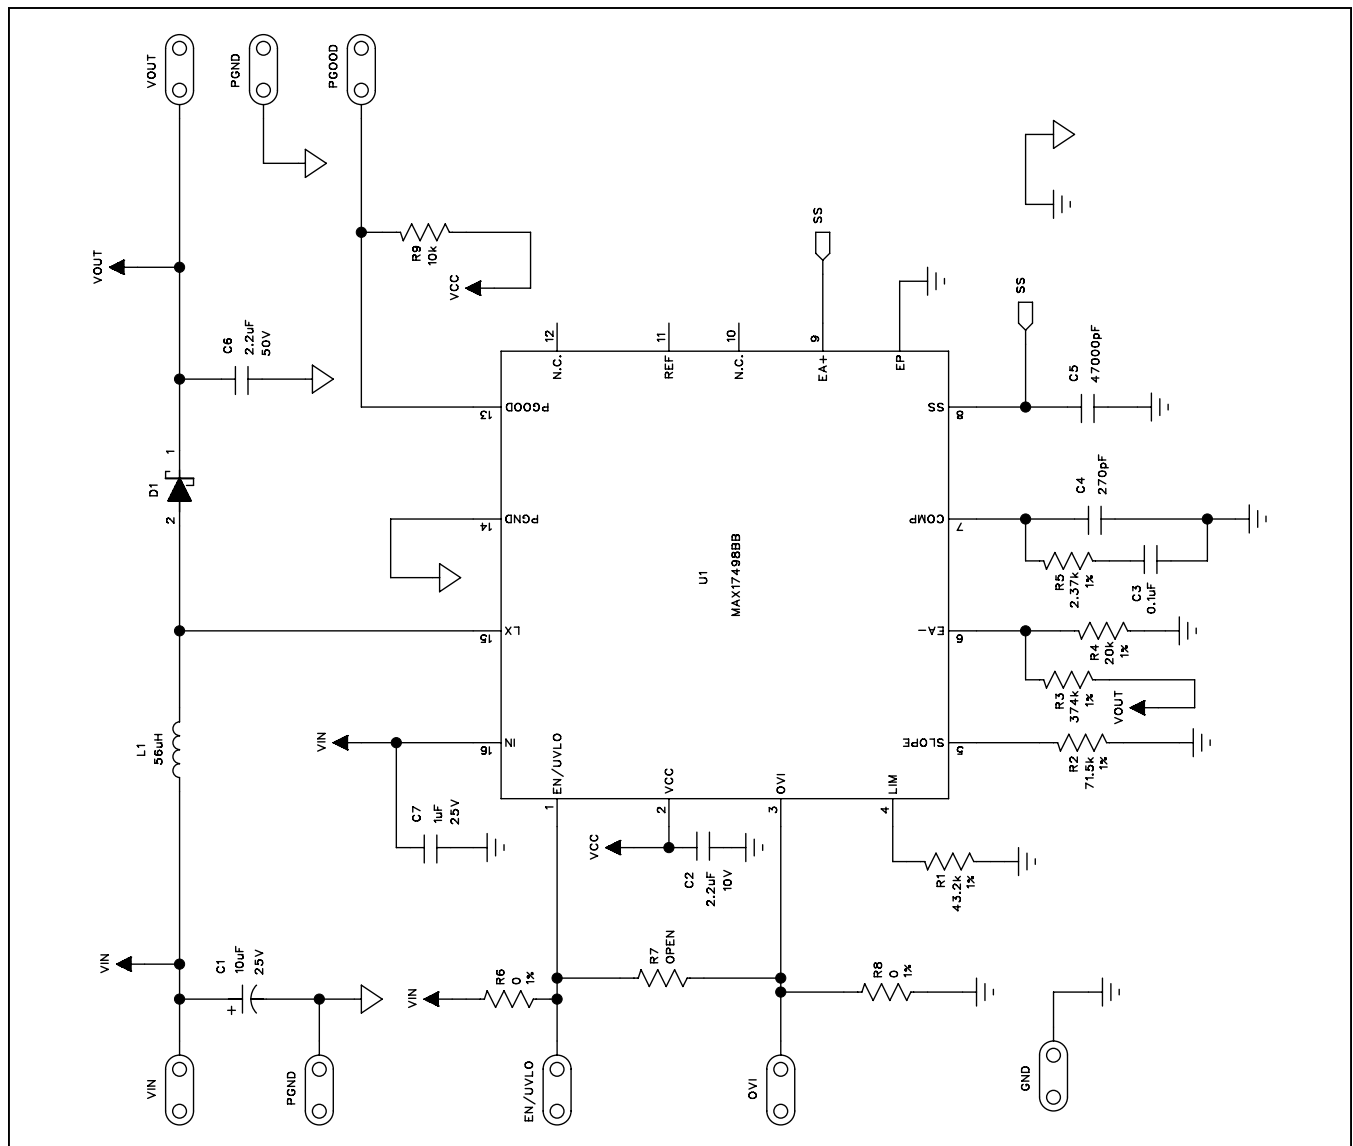 VOUT
PGND
PGOOD
VOUT
R9
10k
VCC
SS
C6
2.2uF
50V
SS
12
11
10
9
N.C.
REF
N.C.
EA+
EP
13
PGOOD
SS
8
C5
47000pF
1
D1
2
14
PGND
COMP
7
C4
270pF
U1
MAX17498BB
R5
2.37k
1%
C3
0.1uF
15
LX
EA-
6
R4
20k
1%
R3
374k
1%
VOUT
L1
56uH
VIN
16
IN
SLOPE
5
R2
71.5k
1%
EN/UVLO
VCC
OVI
LIM
1
2
3
4
C7
1uF
25V
VCC
C2
2.2uF
10V
R1
43.2k
1%
VIN
C1
10uF
25V
+
VIN
R6
0
1%
R7
OPEN
R8
0
1%
VIN
PGND
EN/UVLO
OVI
GND